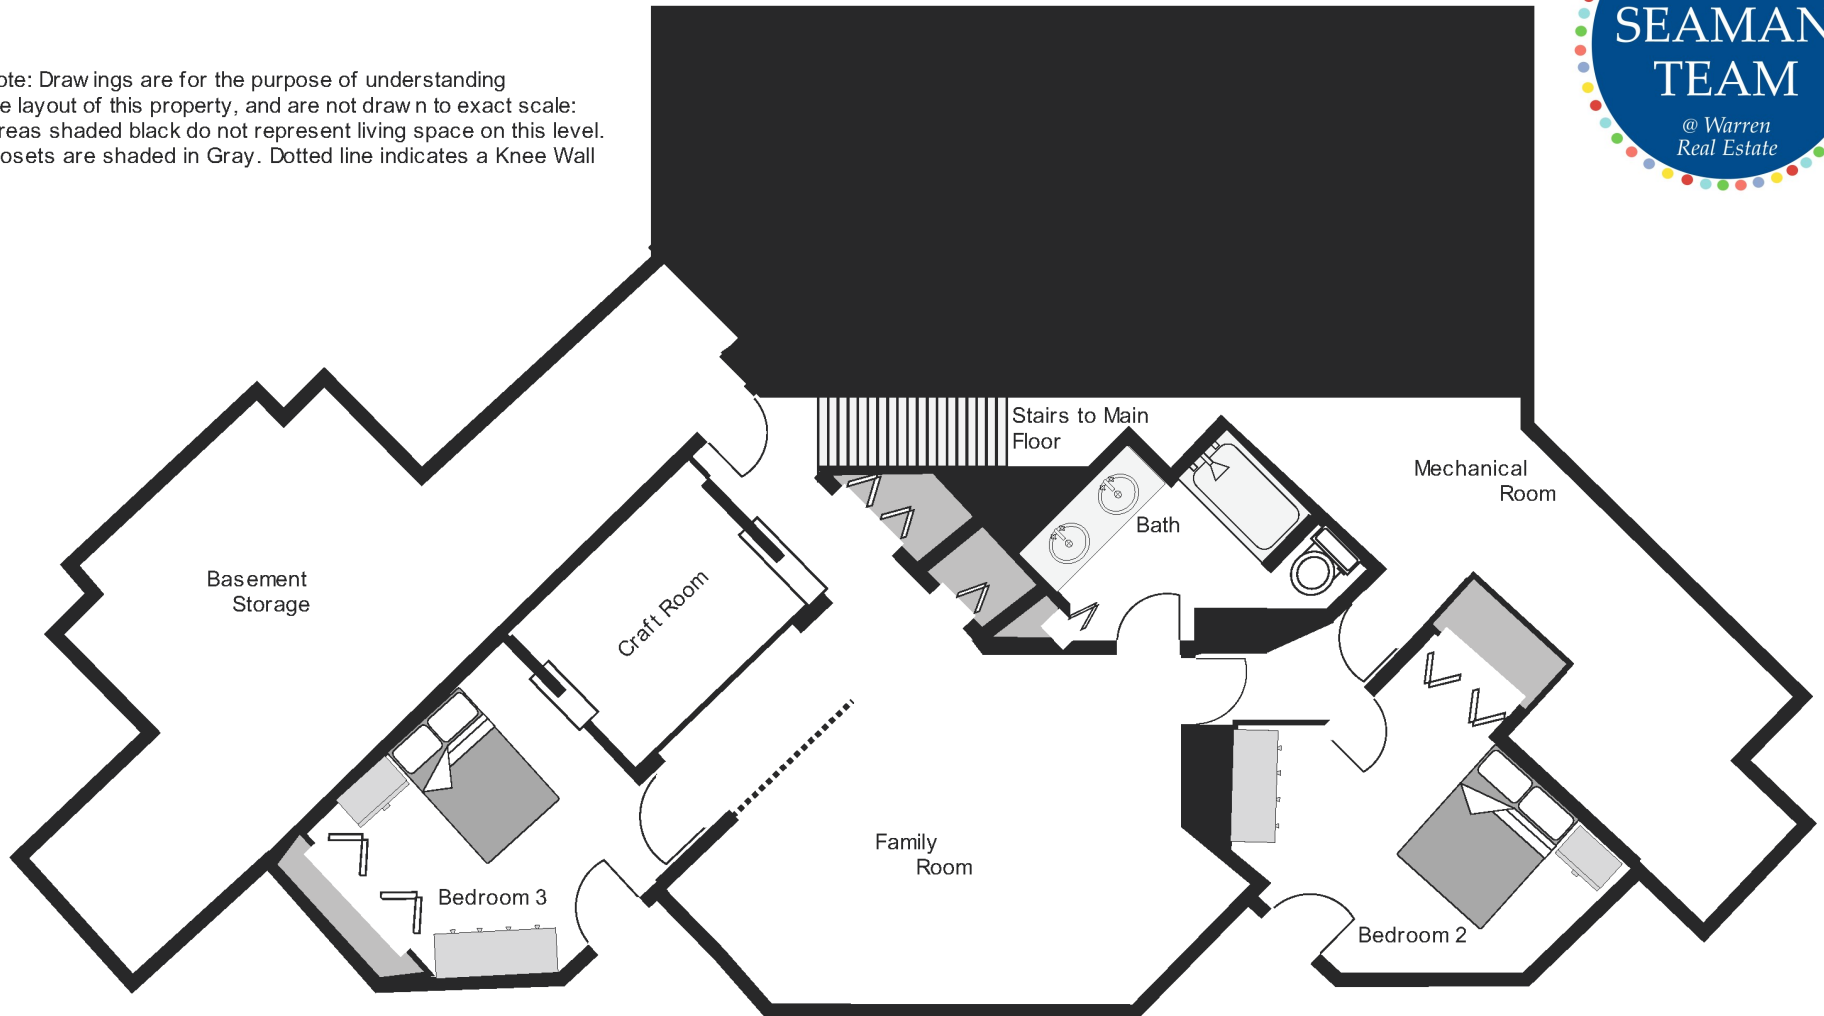 ote: Drawings are for the purpose of understanding
e layout of this property, and are not drawn to exact scale:
reas shaded black do not represent living space on this level.
osets are shaded in Gray. Dotted line indicates a Knee Wall
SEAMAN
TEAM
@ Warren
Real Estate
Stairs to Main
Floor
Mechanical
Room
Bath
Basement
Storage
Craft Room
Family
Room
Bedroom 3
Bedroom 2